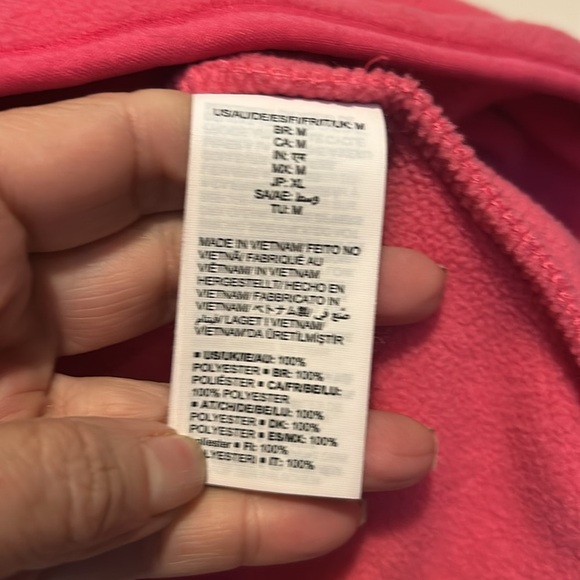 US/AU/DE/ES/FI/FR/IT/UK: M
BR: M
CA: M
IN: एम
MX: M
JP: XL
SA/AE: وسط
TU: M
MADE IN VIETNAM/ FEITO NO
VIETNÃ/ FABRIQUÉ AU
VIÊTNAM/ IN VIETNAM
HERGESTELLT/ HECHO EN
VIETNAM/ FABBRICATO IN
VIETNAM/ ベトナム製/ صنع في
فيتنام/ LAGET I VIETNAM/
VIETNAM'DA ÜRETİLMİŞTİR
▪ US/UK/IE/AU: 100%
POLYESTER ▪ BR: 100%
POLIÉSTER ▪ CA/FR/BE/LU:
100% POLYESTER
▪ AT/CH/DE/BE/LU: 100%
POLYESTER ▪ DK: 100%
POLYESTER ▪ ES/MX: 100%
oliester ▪ FI: 100%
LYESTERI ▪ IT: 100%